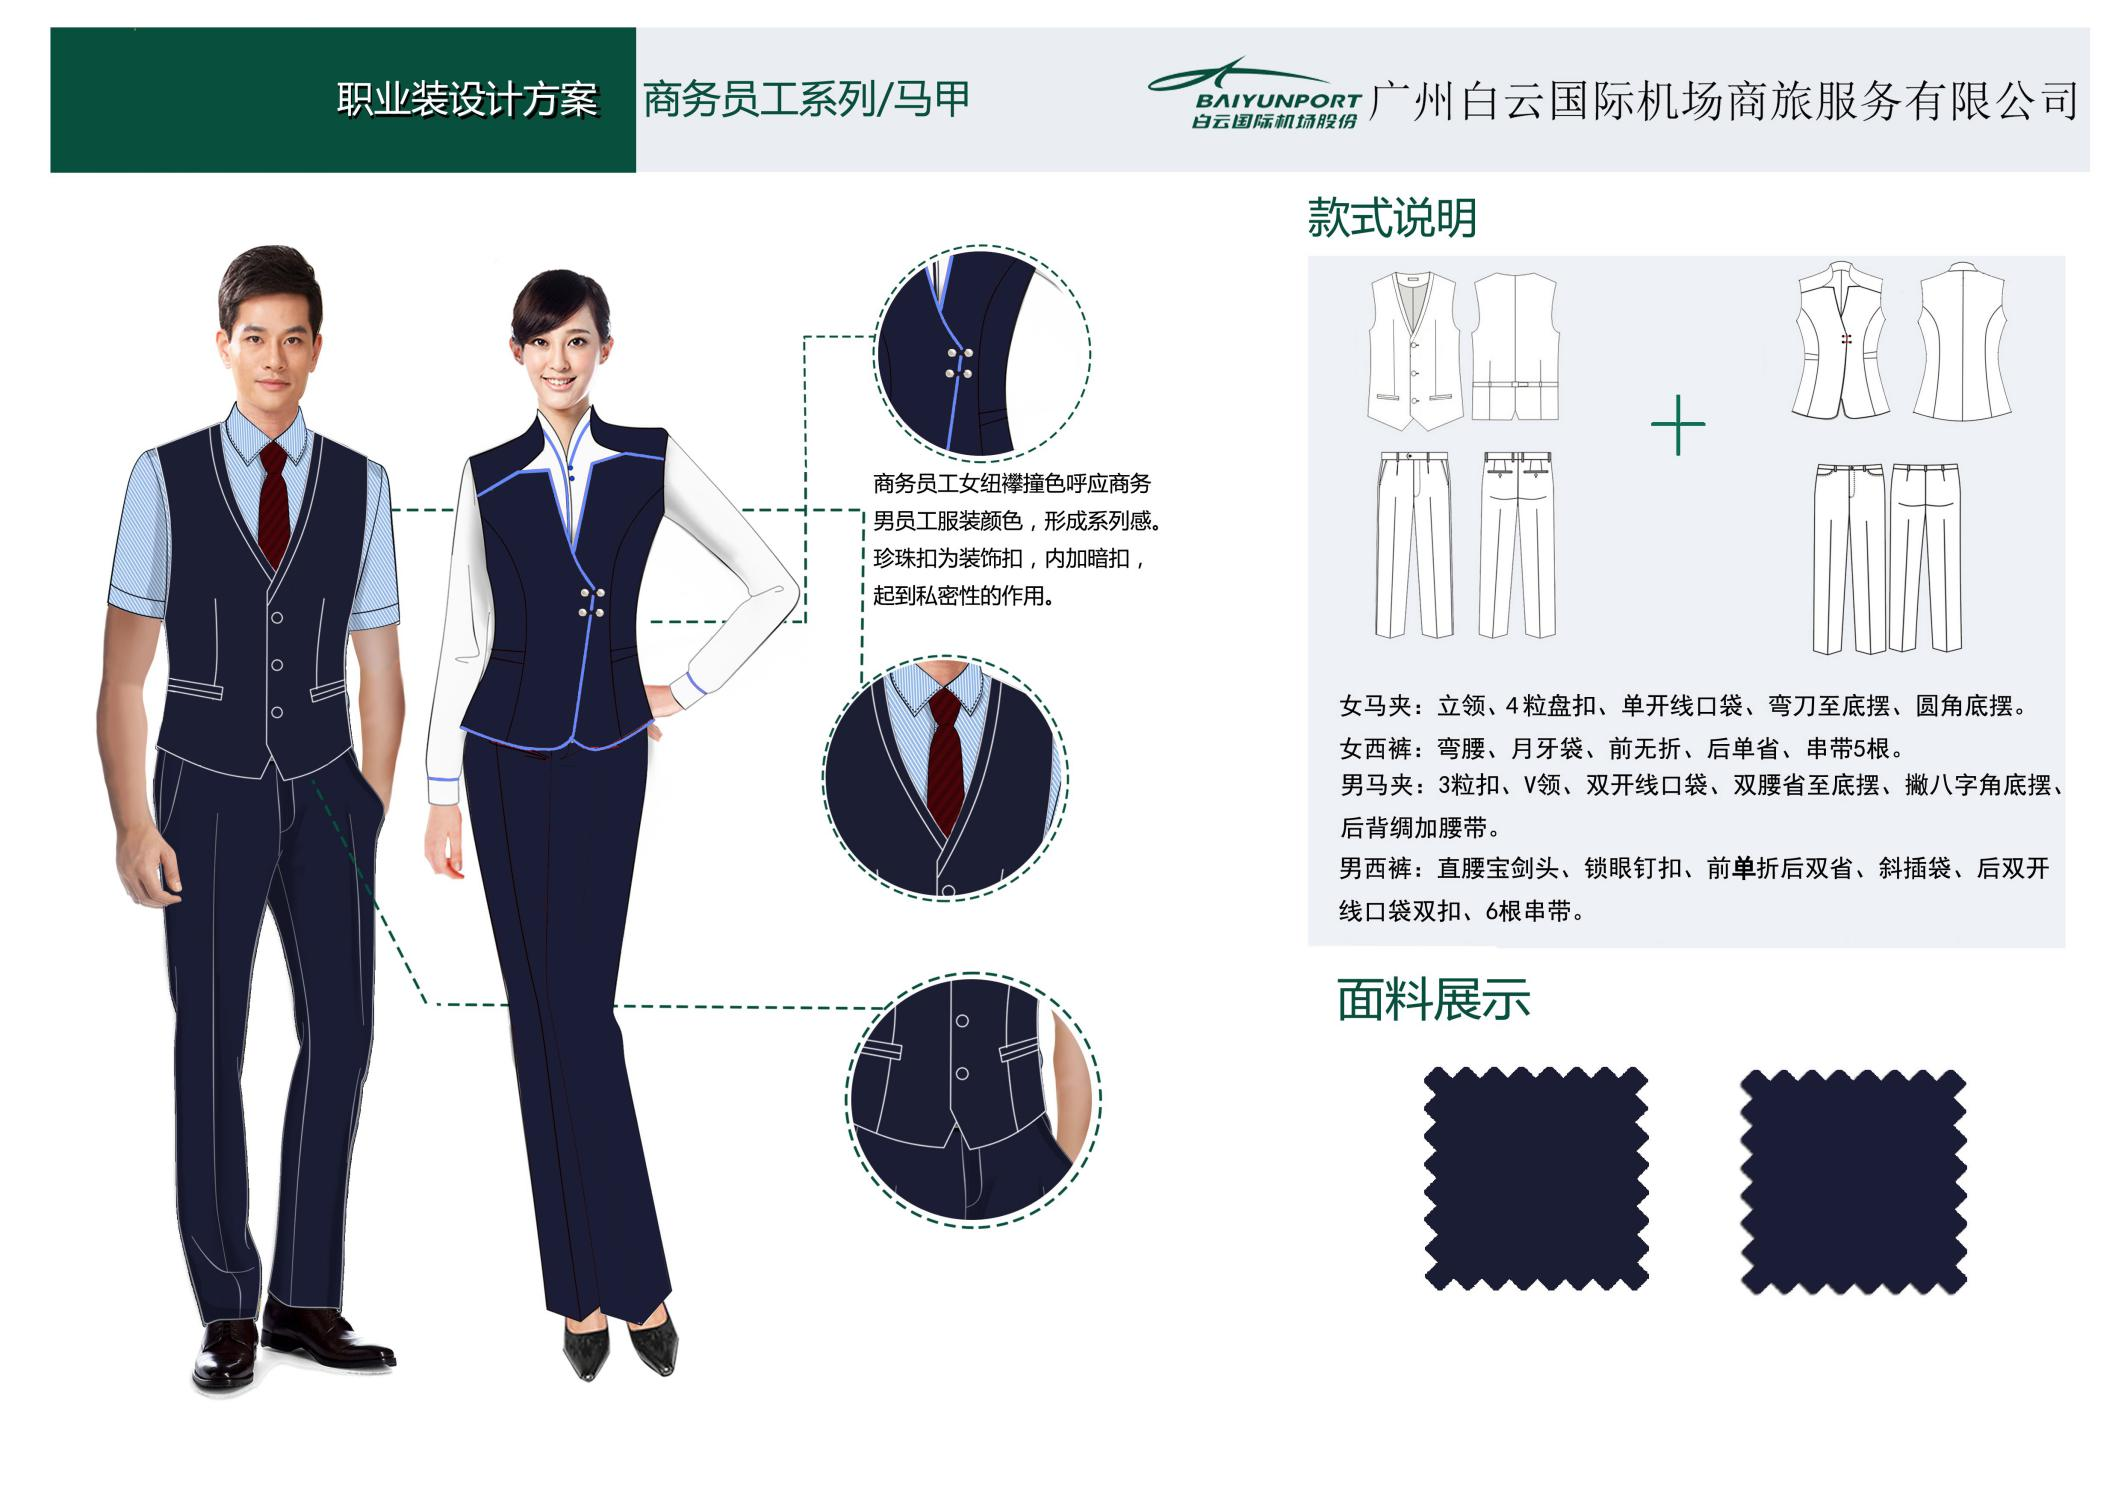 职业装设计方案
商务员工系列/马甲
BAIYUNPORT
白云国际机场股份
广州白云国际机场商旅服务有限公司
款式说明
商务员工女纽襻撞色呼应商务
男员工服装颜色，形成系列感。
珍珠扣为装饰扣，内加暗扣，
起到私密性的作用。
女马夹：立领、4粒盘扣、单开线口袋、弯刀至底摆、圆角底摆。
女西裤：弯腰、月牙袋、前无折、后单省、串带5根。
男马夹：3粒扣、V领、双开线口袋、双腰省至底摆、撇八字角底摆、
后背绸加腰带。
男西裤：直腰宝剑头、锁眼钉扣、前单折后双省、斜插袋、后双开
线口袋双扣、6根串带。
面料展示